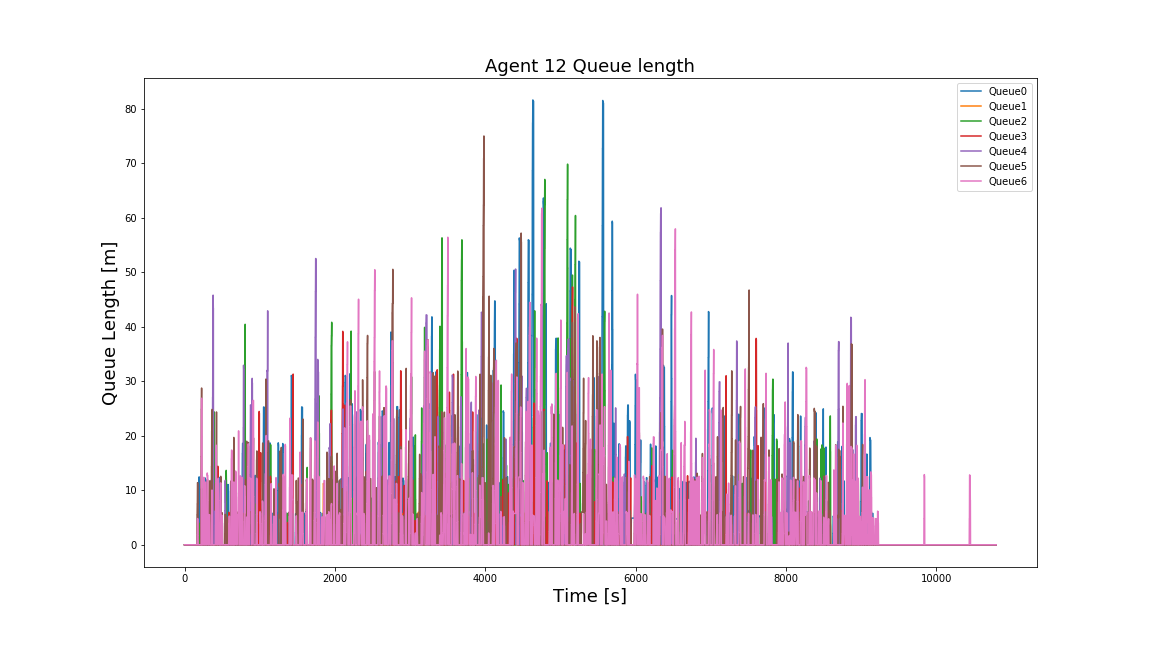 Agent 12 Queue length
Queue Length [m]
80
70
60
50
40
30
20
10
0
Queue0
Queue1
Queue2
Queue3
Queue4
Queue5
Queue6
0 2000 4000 6000 8000 10000
Time [s]